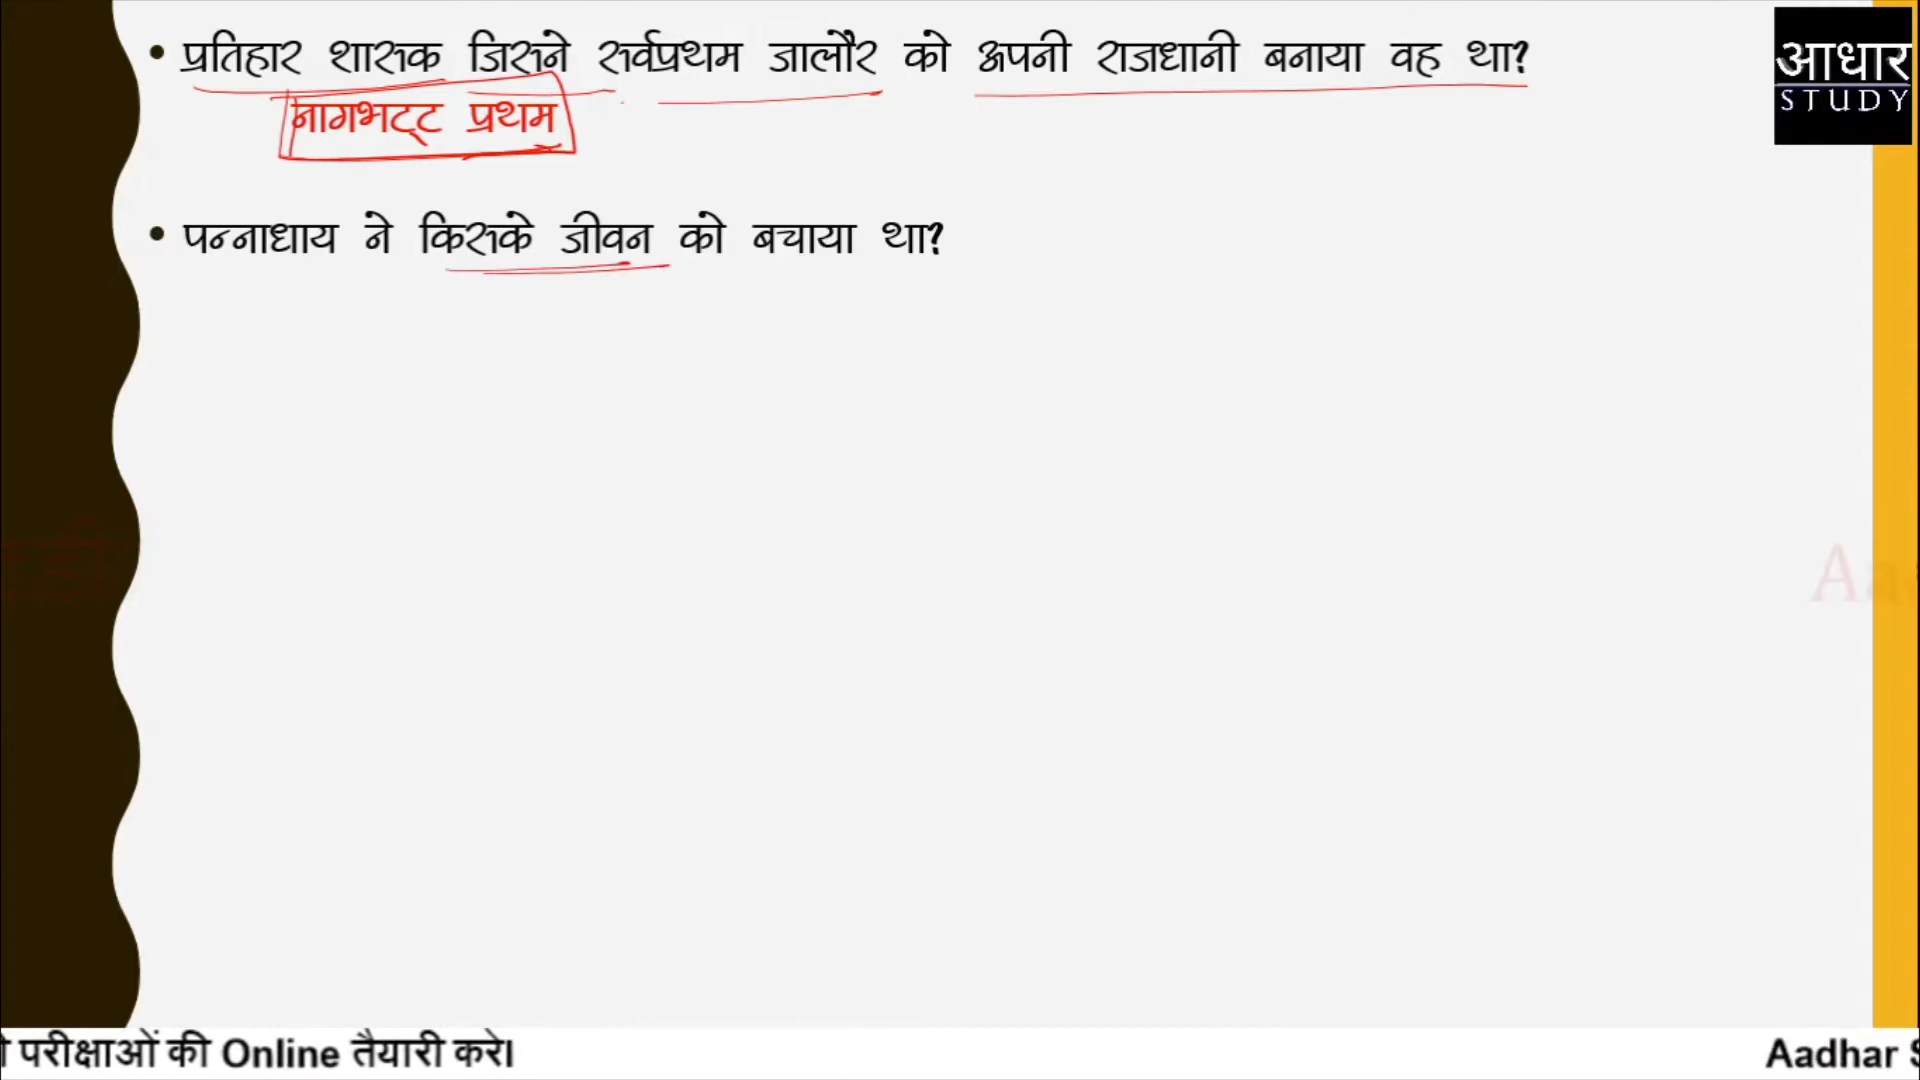 • प्रतिहार शासक जिसने सर्वप्रथम जालौर को अपनी राजधानी बनाया वह था?
आधार
STUDY
नागभट्ट प्रथम
• पन्नाधाय ने किसके जीवन को बचाया था?
परीक्षाओं की Online तैयारी करे।
Aadhar